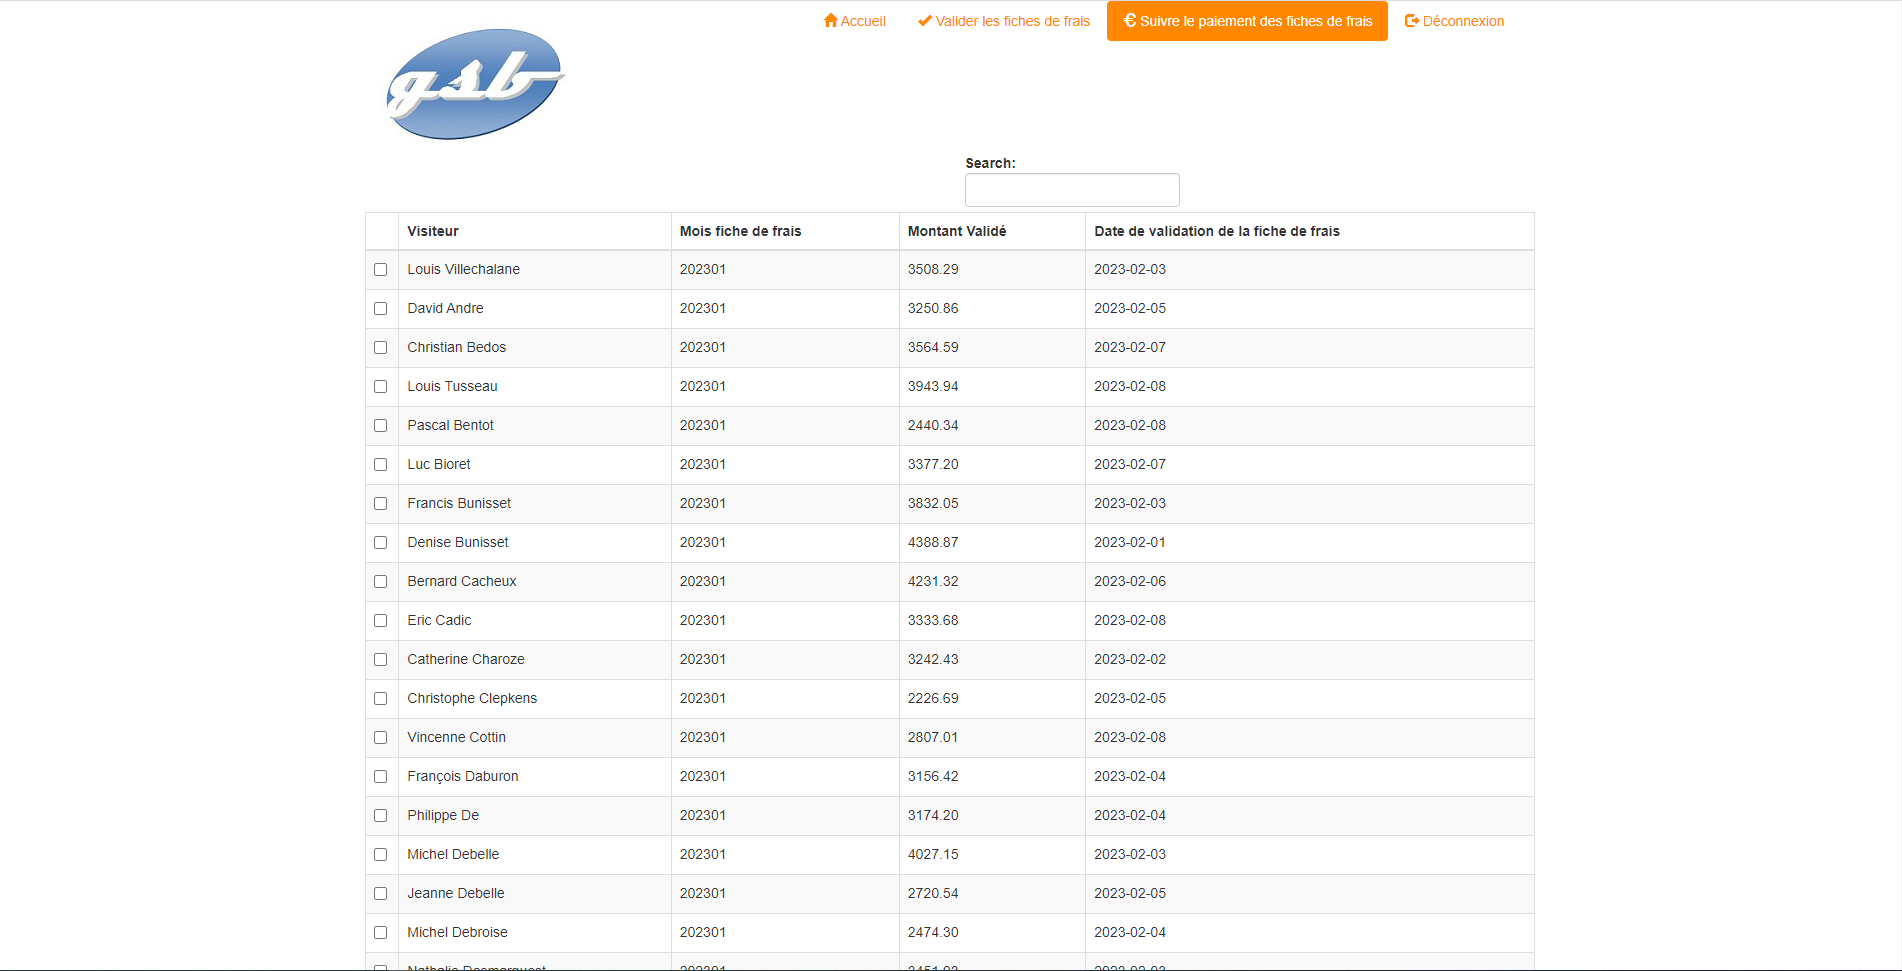 Accueil Valider les fiches de frais € Suivre le paiement des fiches de frais Déconnexion
gsb
Search:
Visiteur Mois fiche de frais Montant Validé Date de validation de la fiche de frais
Louis Villechalane 202301 3508.29 2023-02-03
David Andre 202301 3250.86 2023-02-05
Christian Bedos 202301 3564.59 2023-02-07
Louis Tusseau 202301 3943.94 2023-02-08
Pascal Bentot 202301 2440.34 2023-02-08
Luc Bioret 202301 3377.20 2023-02-07
Francis Bunisset 202301 3832.05 2023-02-03
Denise Bunisset 202301 4388.87 2023-02-01
Bernard Cacheux 202301 4231.32 2023-02-06
Eric Cadic 202301 3333.68 2023-02-08
Catherine Charoze 202301 3242.43 2023-02-02
Christophe Clepkens 202301 2226.69 2023-02-05
Vincenne Cottin 202301 2807.01 2023-02-08
François Daburon 202301 3156.42 2023-02-04
Philippe De 202301 3174.20 2023-02-04
Michel Debelle 202301 4027.15 2023-02-03
Jeanne Debelle 202301 2720.54 2023-02-05
Michel Debroise 202301 2474.30 2023-02-04
Nathalie Desmarquest 202301